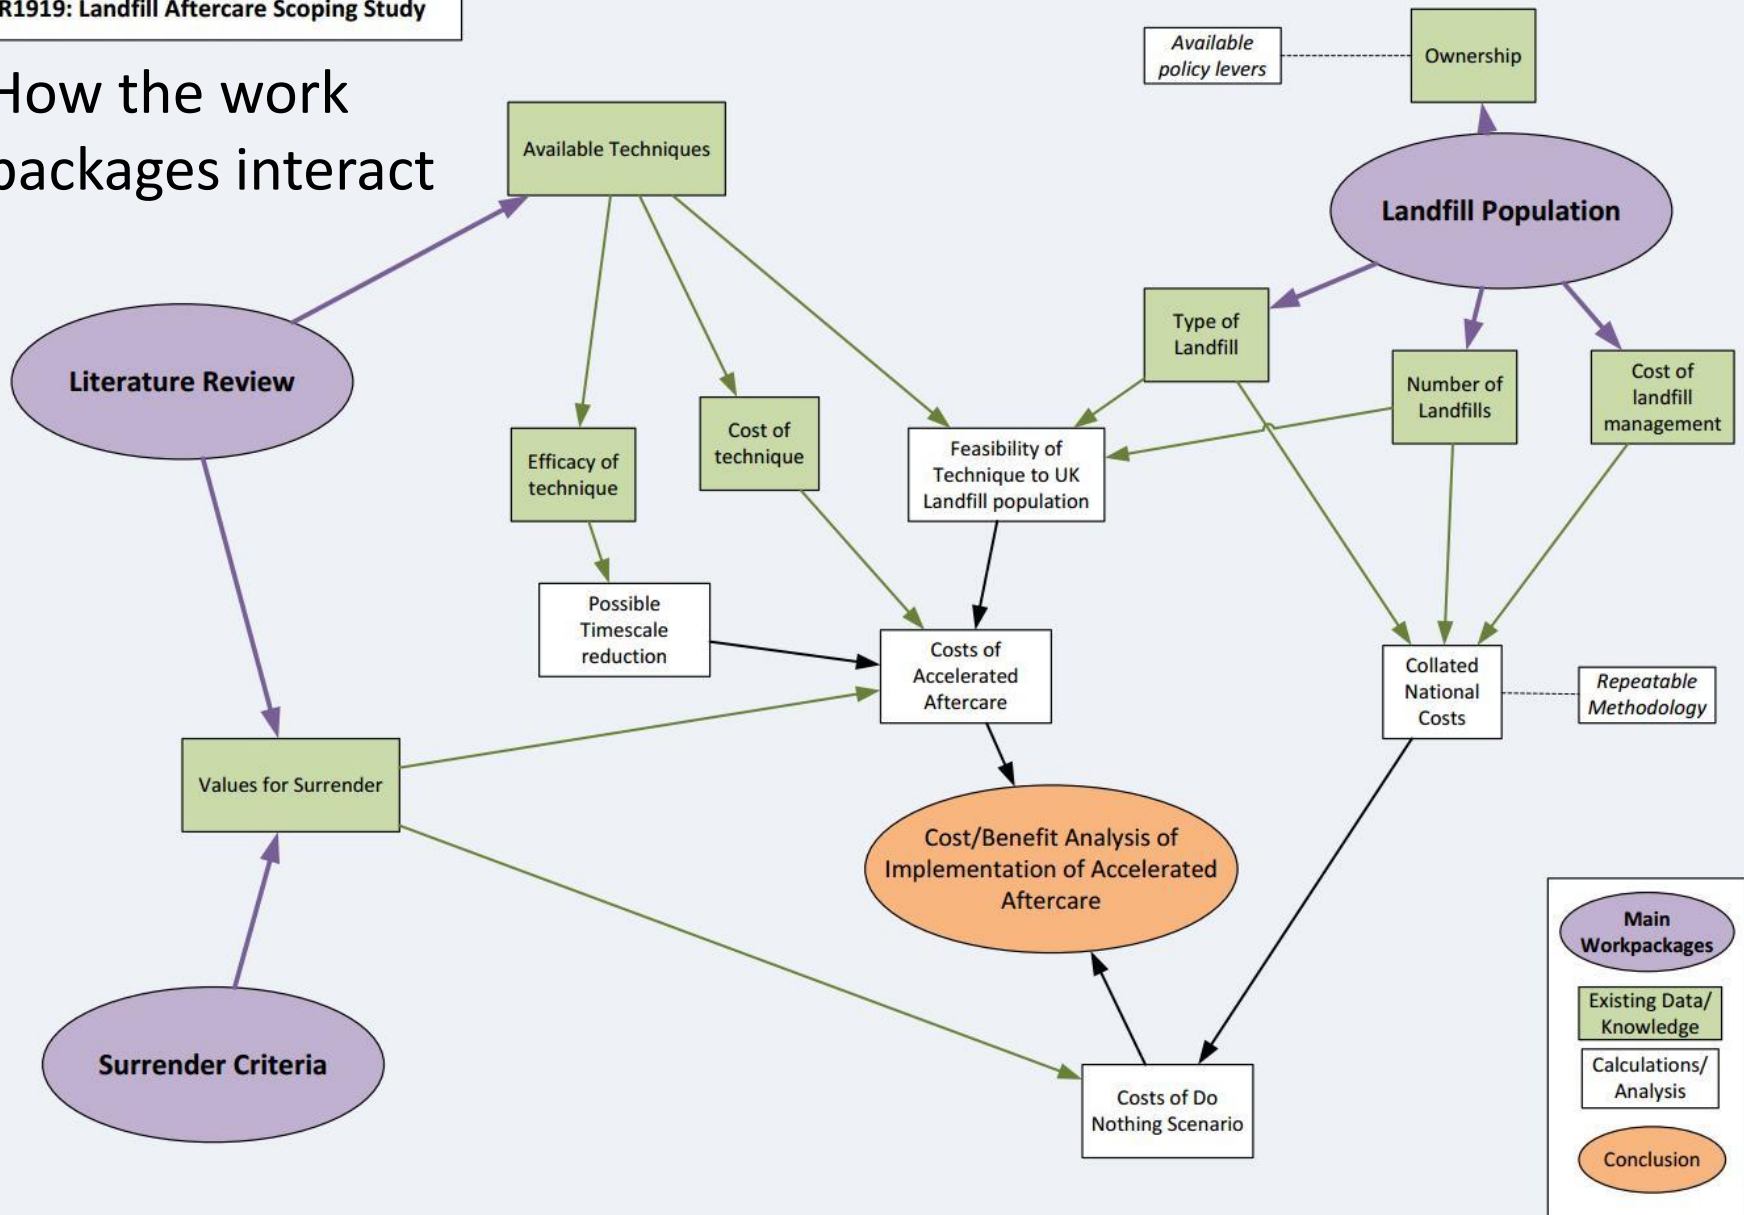 R1919: Landfill Aftercare Scoping Study
How the work
packages interact
Available
policy levers
Ownership
Available Techniques
Landfill Population
Literature Review
Type of
Landfill
Number of
Landfills
Cost of
landfill
management
Efficacy of
technique
Cost of
technique
Feasibility of
Technique to UK
Landfill population
Possible
Timescale
reduction
Costs of
Accelerated
Aftercare
Collated
National
Costs
Repeatable
Methodology
Values for Surrender
Cost/Benefit Analysis of
Implementation of Accelerated
Aftercare
Surrender Criteria
Costs of Do
Nothing Scenario
Main
Workpackages
Existing Data/
Knowledge
Calculations/
Analysis
Conclusion